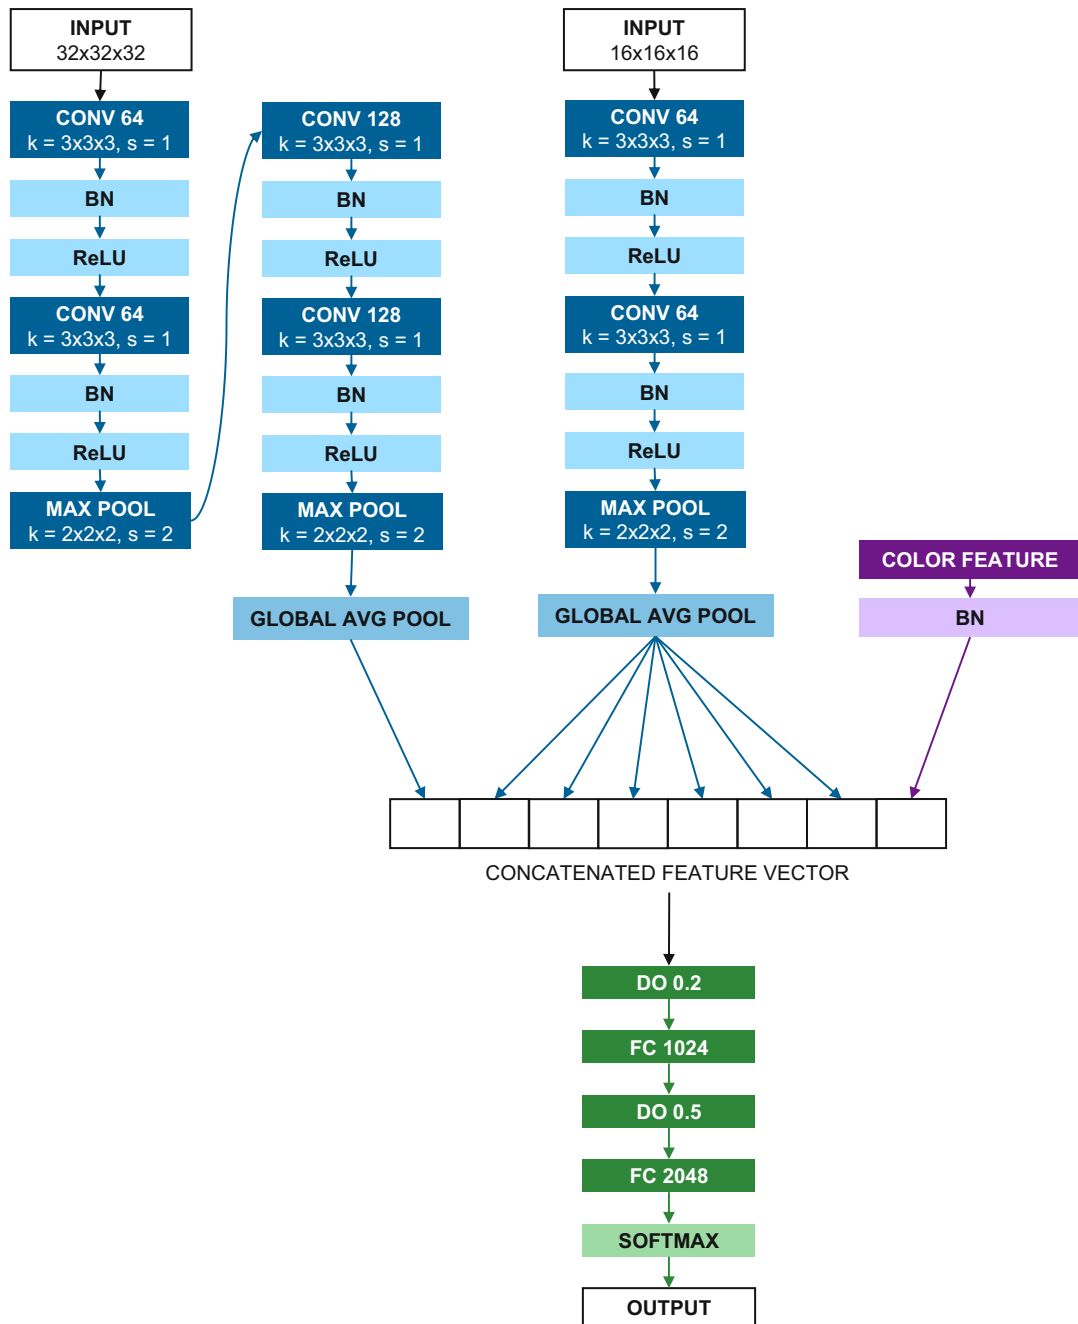 INPUT
32x32x32
CONV 64
k = 3x3x3, s = 1
BN
ReLU
CONV 64
k = 3x3x3, s = 1
BN
ReLU
MAX POOL
k = 2x2x2, s = 2
CONV 128
k = 3x3x3, s = 1
BN
ReLU
CONV 128
k = 3x3x3, s = 1
BN
ReLU
MAX POOL
k = 2x2x2, s = 2
GLOBAL AVG POOL
INPUT
16x16x16
CONV 64
k = 3x3x3, s = 1
BN
ReLU
CONV 64
k = 3x3x3, s = 1
BN
ReLU
MAX POOL
k = 2x2x2, s = 2
GLOBAL AVG POOL
COLOR FEATURE
BN
CONCATENATED FEATURE VECTOR
DO 0.2
FC 1024
DO 0.5
FC 2048
SOFTMAX
OUTPUT